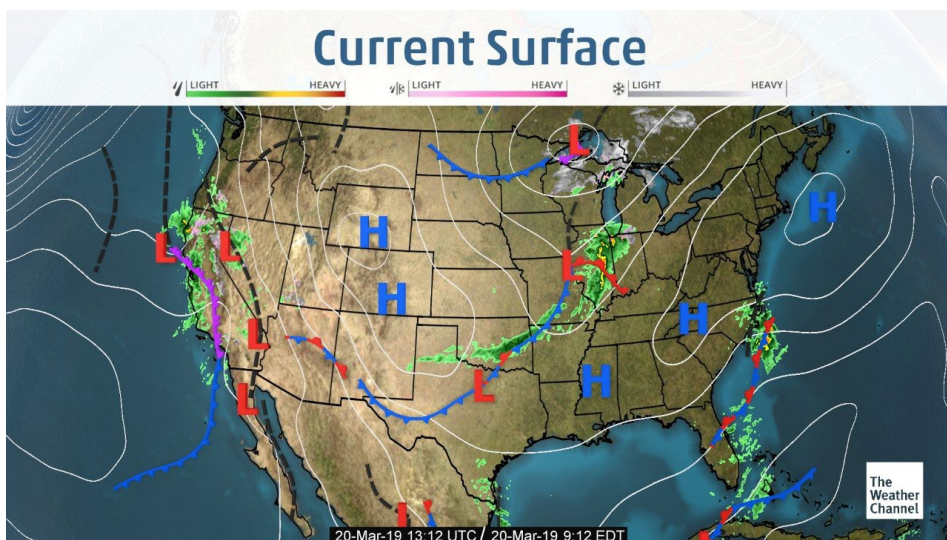 Current Surface
LIGHT HEAVY LIGHT HEAVY LIGHT HEAVY
L
H
H
L
L
L
H
H
L
L
H
L
L
L
The
Weather
Channel
20-Mar-19 13:12 UTC / 20-Mar-19 9:12 EDT